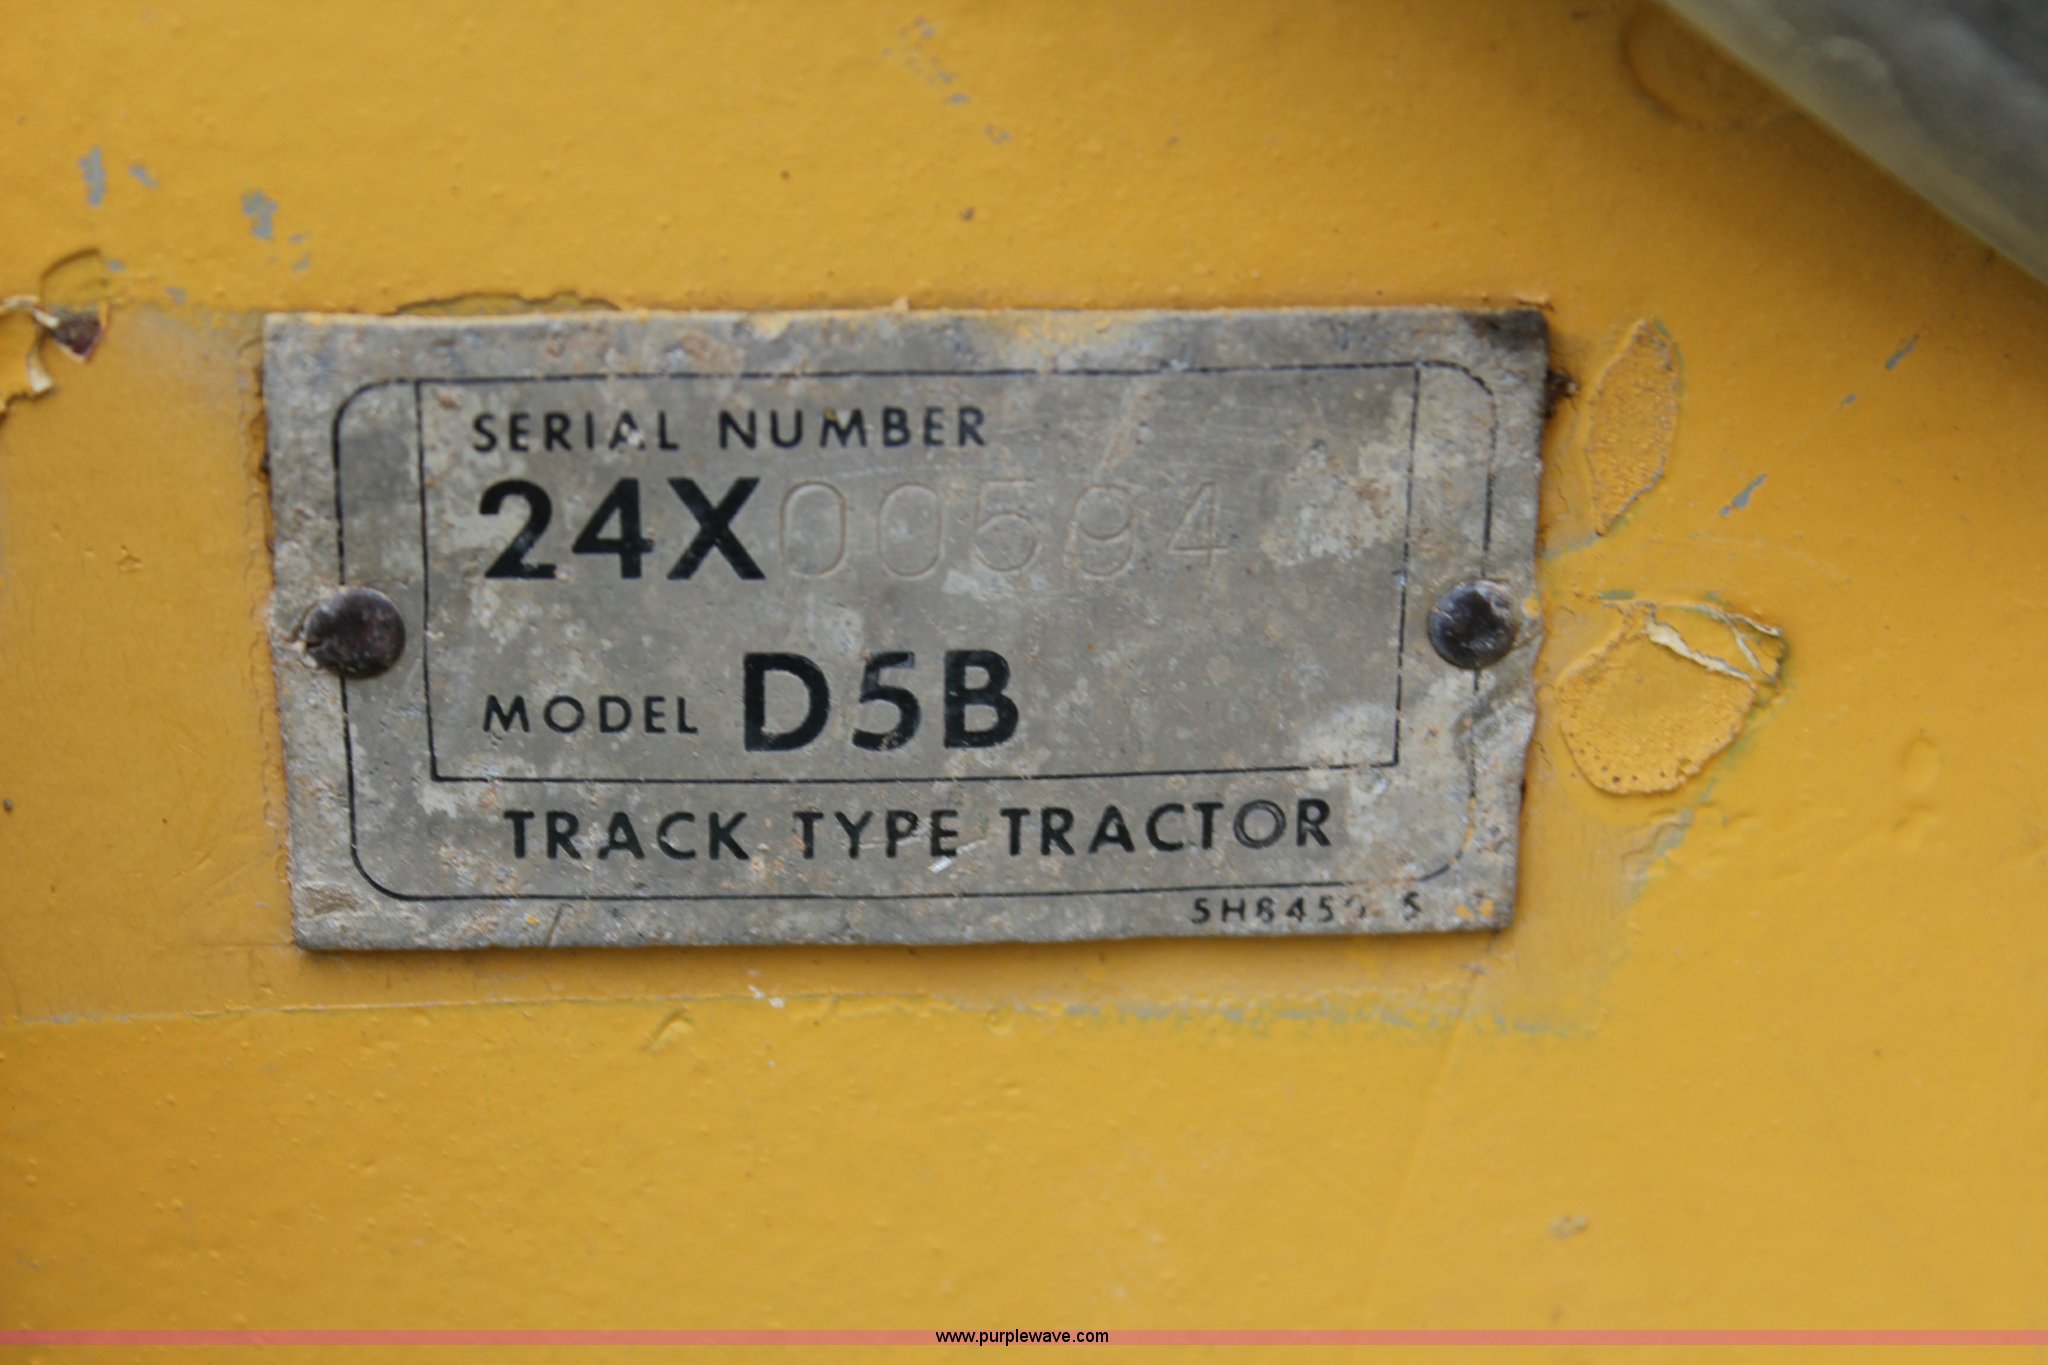 SERIAL NUMBER
24X00594
MODEL D5B
TRACK TYPE TRACTOR
www.purplewave.com